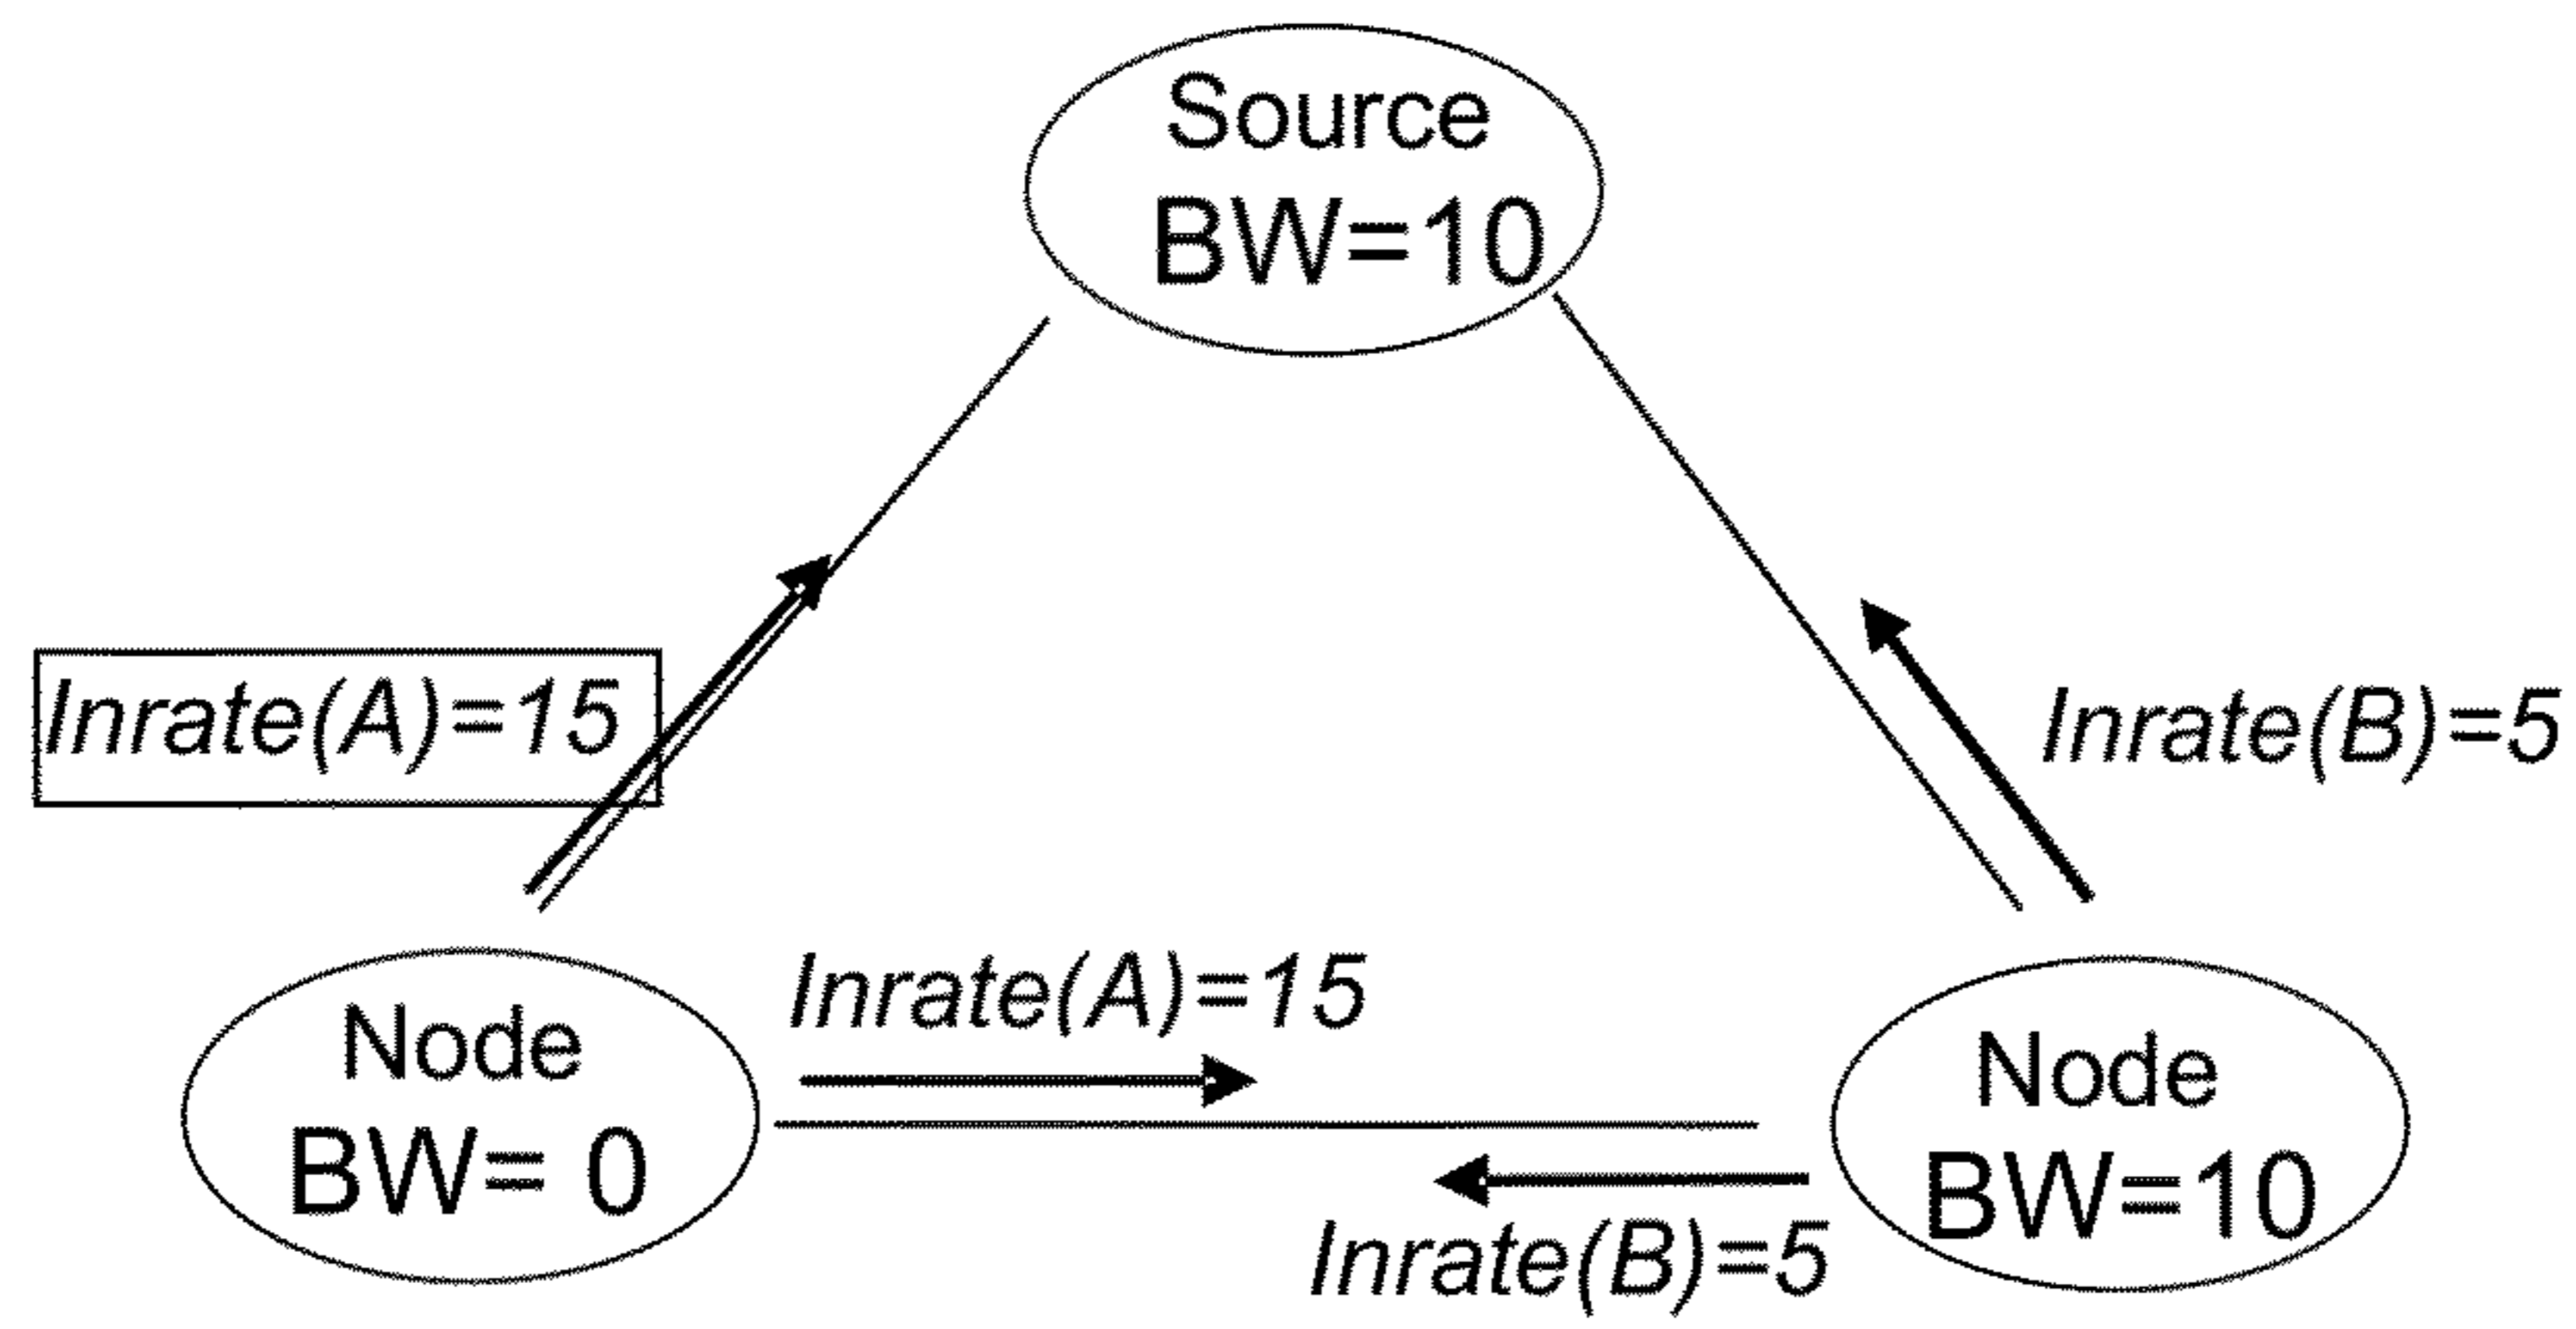 Source
BW=10
Inrate(A)=15
Inrate(B)=5
Inrate(A)=15
Node
BW= 0
Node
BW=10
Inrate(B)=5